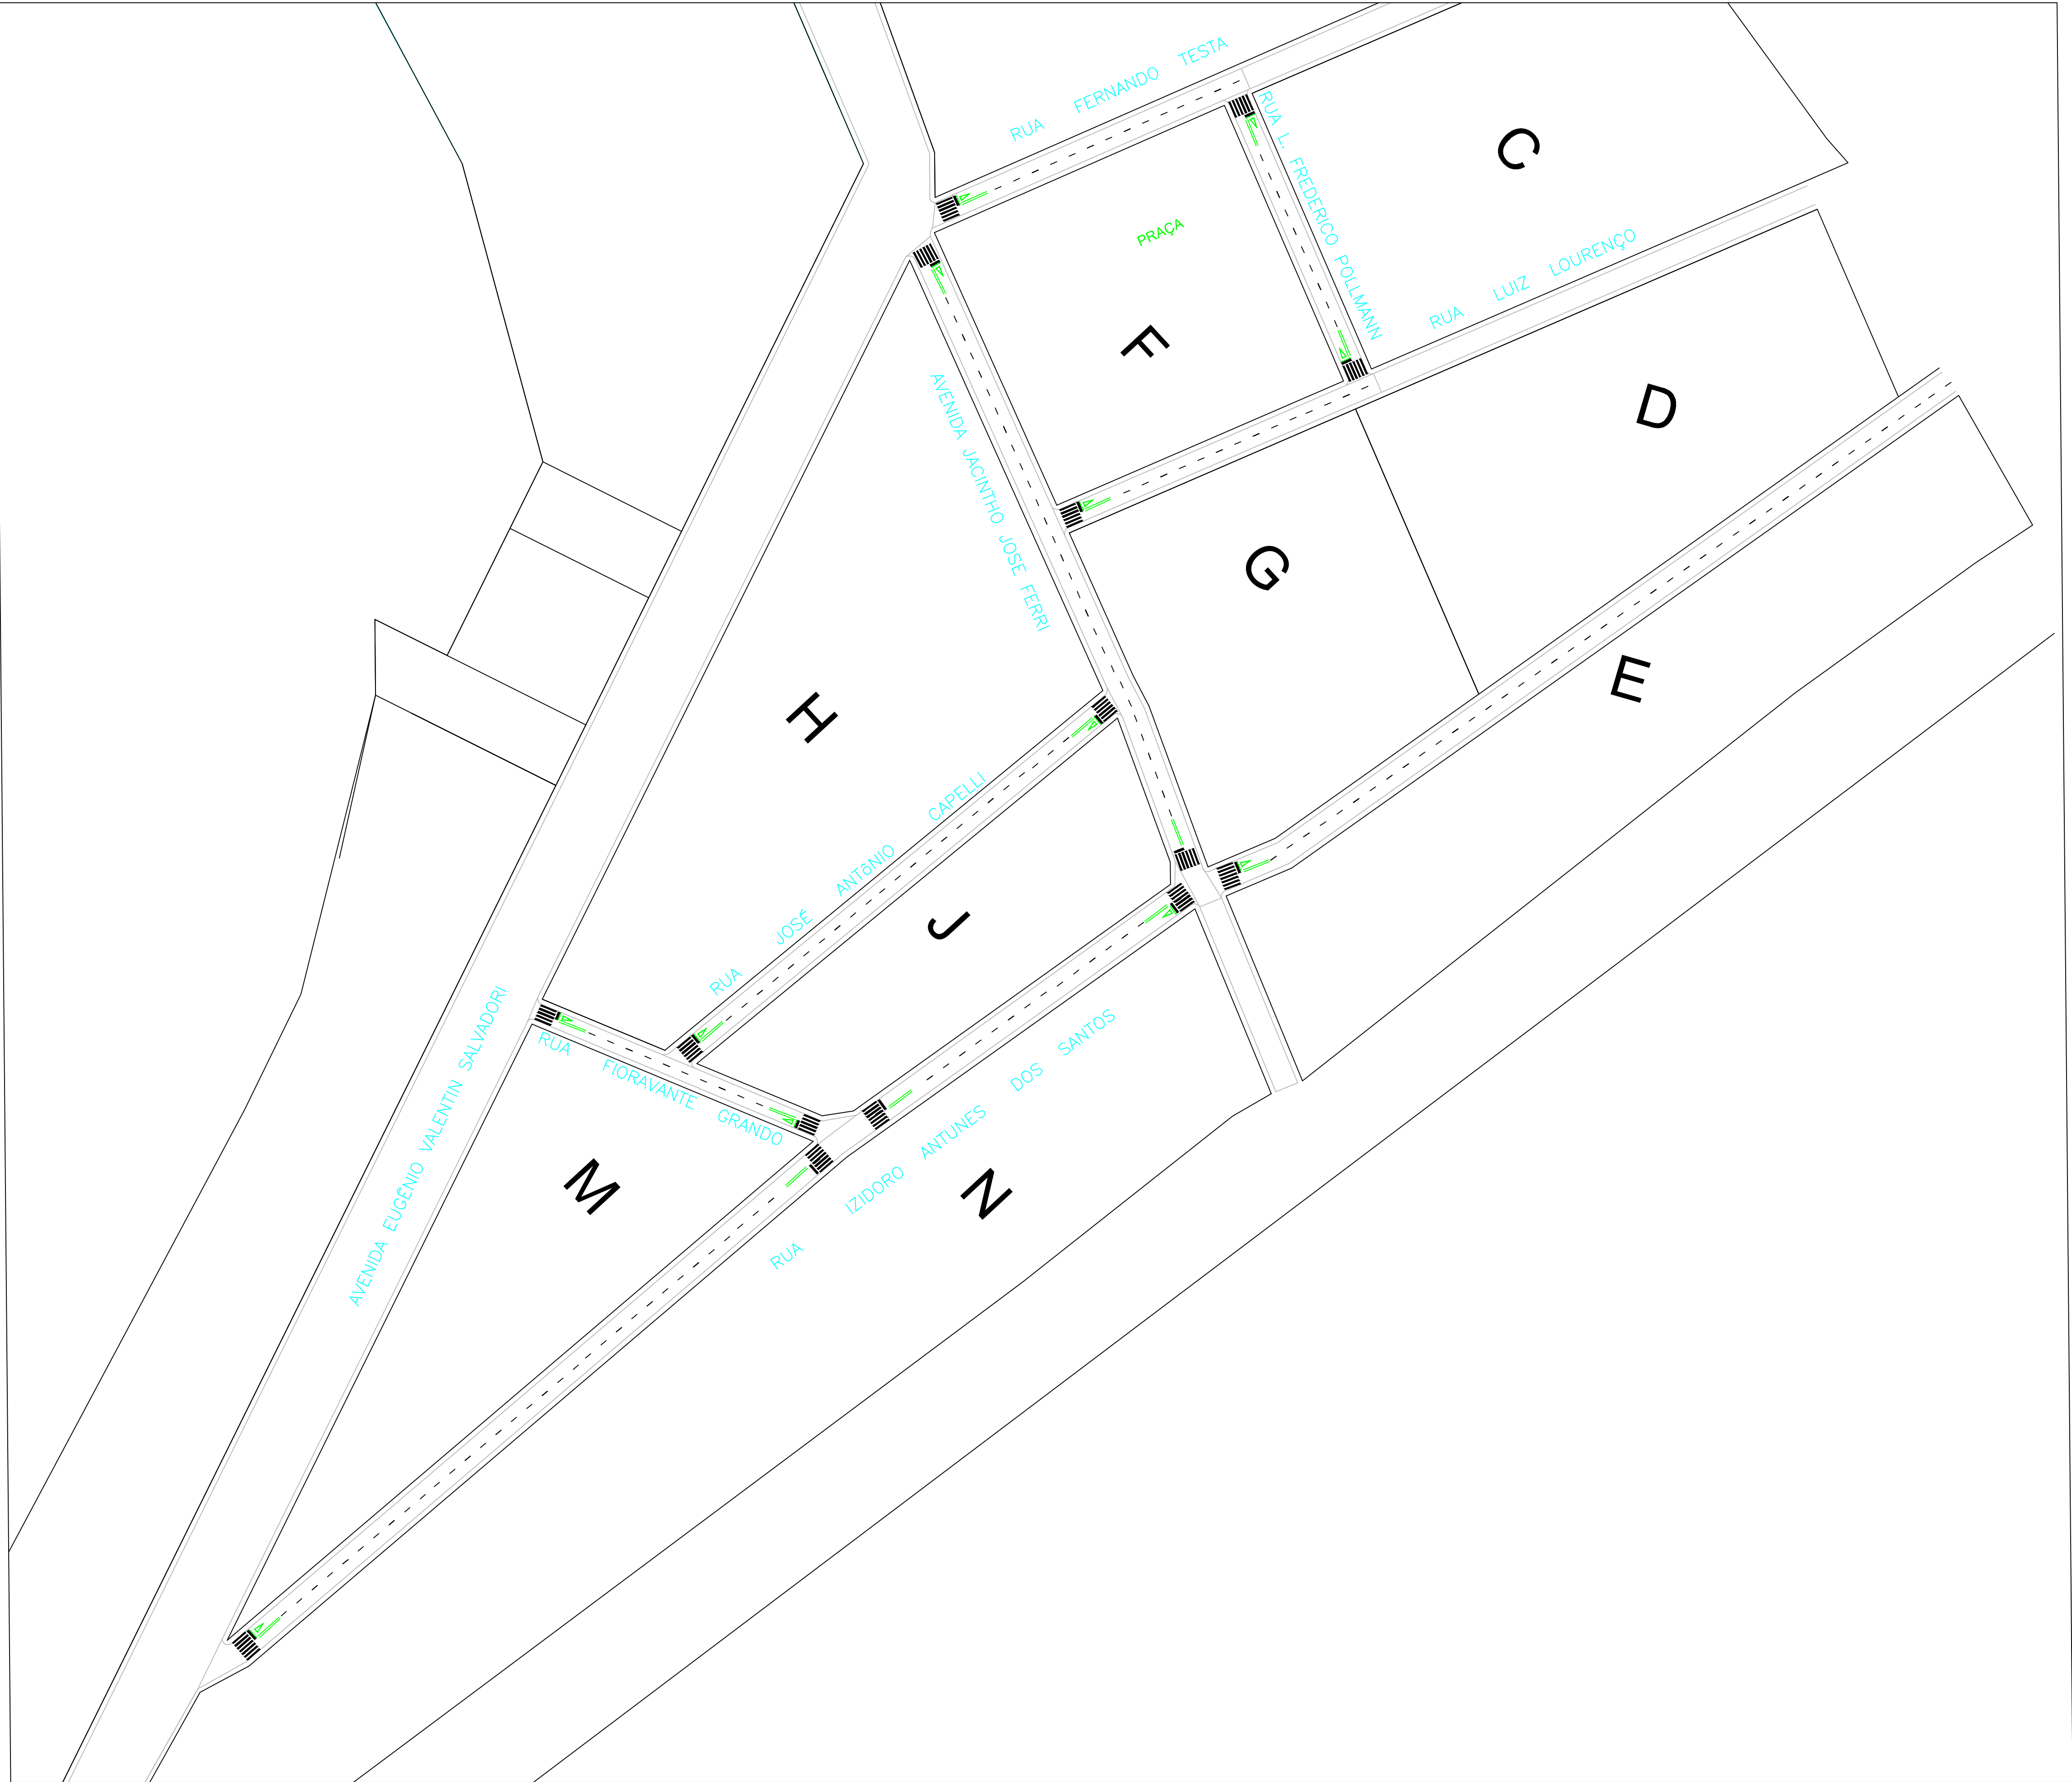 RUA FERNANDO TESTA
RUA L. FREDERICO POLLMANN
C
PRAÇA
F
RUA LUIZ LOURENÇO
D
AVENIDA JACINTHO JOSÉ FERRI
G
E
H
RUA JOSÉ ANTôNIO CAPELLI
J
AVENIDA EUGÊNIO VALENTIN SALVADORI
RUA FIORAVANTE GRANDO
RUA IZIDORO ANTUNES DOS SANTOS
M
N